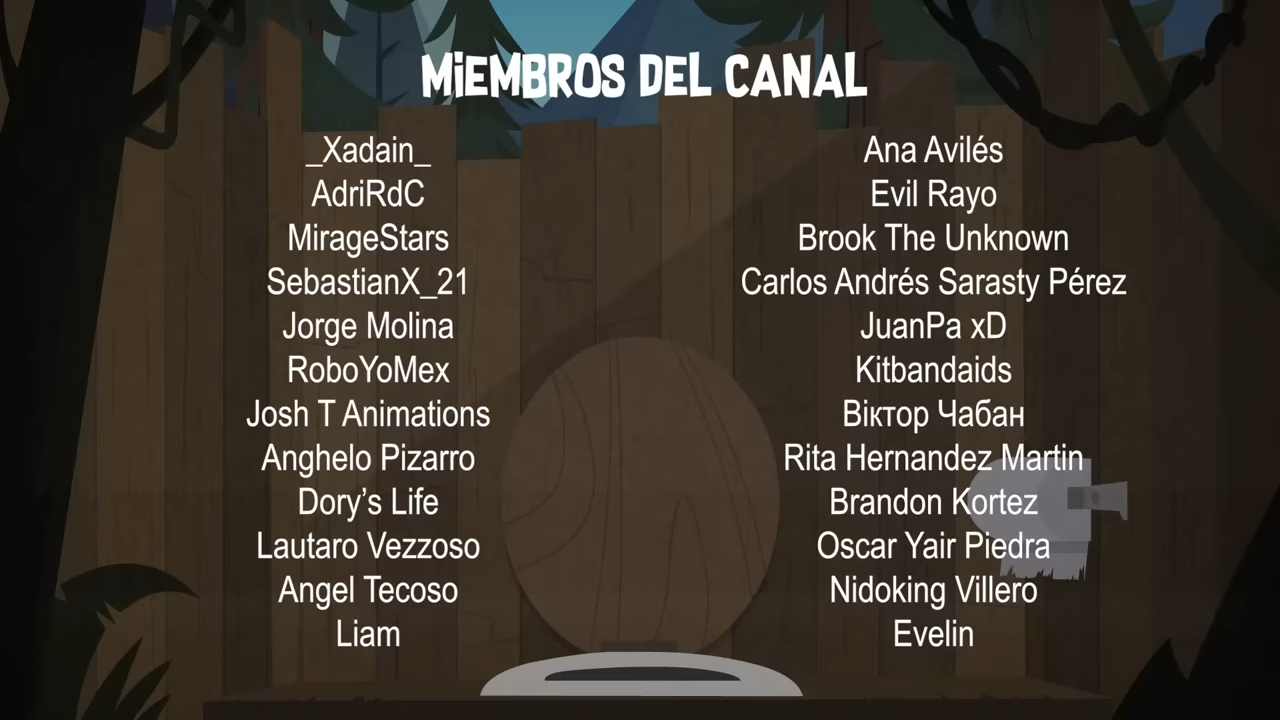 MiEMBROS DEL CANAL
_Xadain_
AdriRdC
MirageStars
SebastianX_21
Jorge Molina
RoboYoMex
Josh T Animations
Anghelo Pizarro
Dory’s Life
Lautaro Vezzoso
Angel Tecoso
Liam
Ana Avilés
Evil Rayo
Brook The Unknown
Carlos Andrés Sarasty Pérez
JuanPa xD
Kitbandaids
Віктор Чабан
Rita Hernandez Martin
Brandon Kortez
Oscar Yair Piedra
Nidoking Villero
Evelin